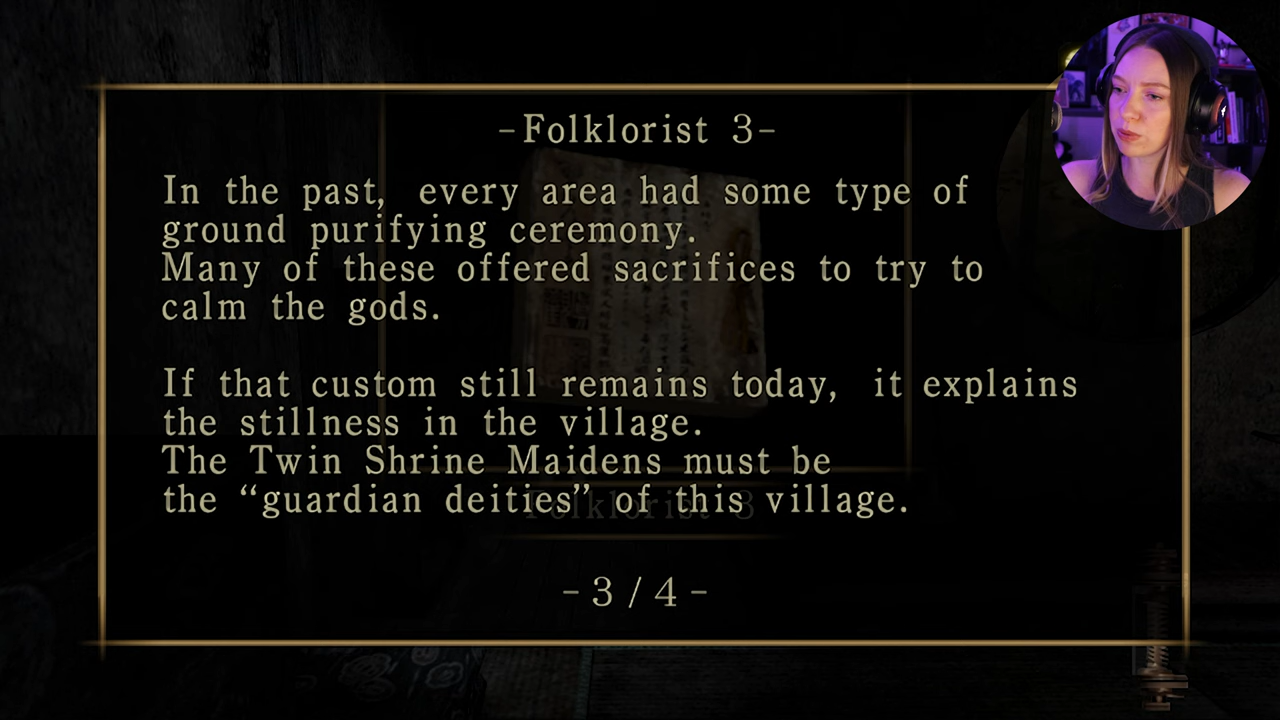 -Folklorist 3-
In the past, every area had some type of
ground purifying ceremony.
Many of these offered sacrifices to try to
calm the gods.
If that custom still remains today, it explains
the stillness in the village.
The Twin Shrine Maidens must be
the “guardian deities” of this village.
Folklorist 3
-3/4-